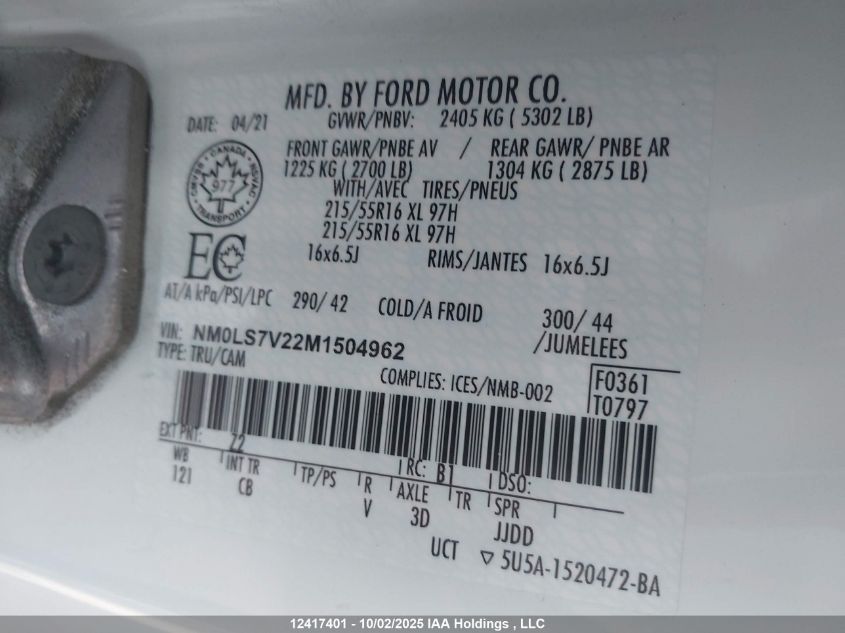 MFD. BY FORD MOTOR CO.
DATE: 04/21
GVWR/PNBV: 2405 KG ( 5302 LB)
FRONT GAWR/PNBE AV / REAR GAWR/ PNBE AR
1225 KG ( 2700 LB) 1304 KG ( 2875 LB)
WITH/AVEC TIRES/PNEUS
215/55R16 XL 97H
215/55R16 XL 97H
16x6.5J RIMS/JANTES 16x6.5J
CANADA
977
TRANSPORT
EC
AT/A kPa/PSI/LPC 290/ 42 COLD/A FROID 300/ 44
VIN: NM0LS7V22M1504962 /JUMELEES
TYPE: TRU/CAM
COMPLIES: ICES/NMB-002
F0361
T0797
EXT PNT: Z2 RC: B1 DSO:
WB INT TR TP/PS R AXLE TR SPR
121 CB V 3D JJDD
UCT ▽ 5U5A-1520472-BA
12417401 - 10/02/2025 IAA Holdings , LLC